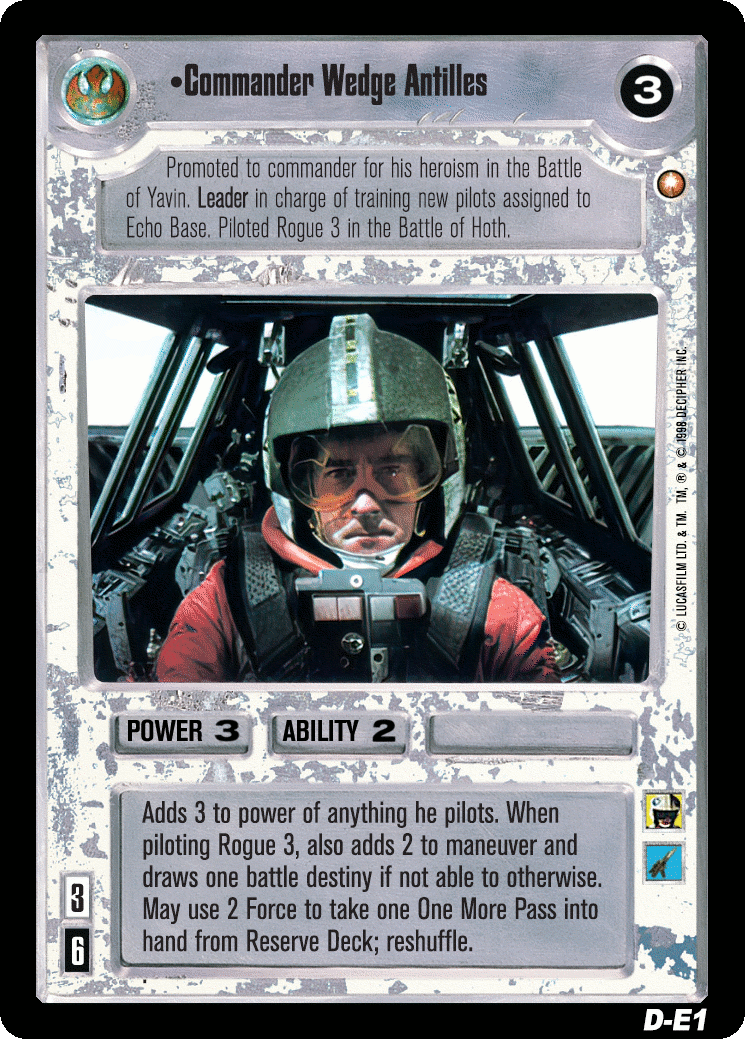 •Commander Wedge Antilles
3
Promoted to commander for his heroism in the Battle
of Yavin. Leader in charge of training new pilots assigned to
Echo Base. Piloted Rogue 3 in the Battle of Hoth.
© LUCASFILM LTD. & TM. TM, ® & © 1998 DECIPHER INC.
POWER 3
ABILITY 2
Adds 3 to power of anything he pilots. When
piloting Rogue 3, also adds 2 to maneuver and
draws one battle destiny if not able to otherwise.
May use 2 Force to take one One More Pass into
hand from Reserve Deck; reshuffle.
3
6
D-E1